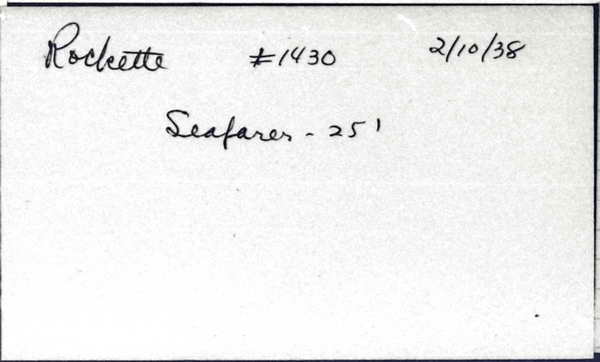 Rockette #1430 2/10/38
Seafarer - 25'